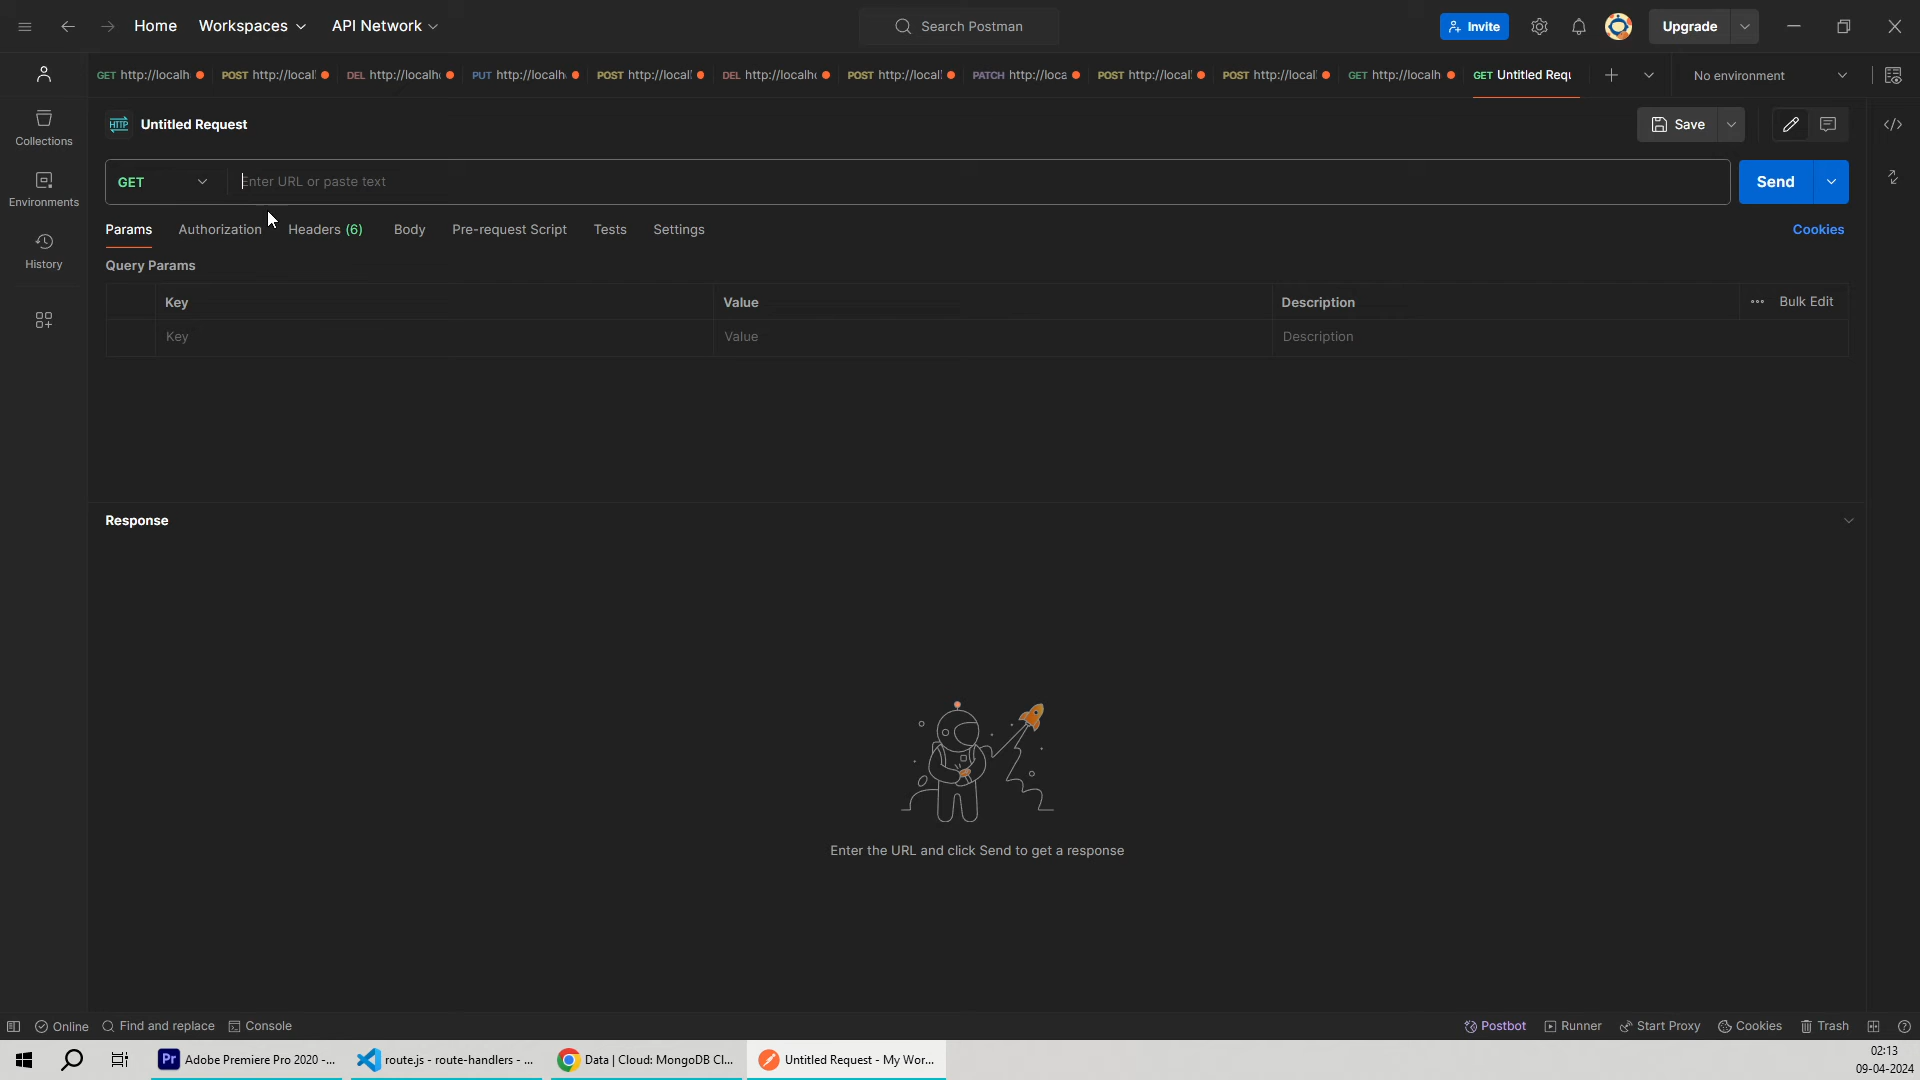 Home Workspaces API Network Search Postman Invite Upgrade
GET http://localh POST http://local DEL http://localh PUT http://localh POST http://local DEL http://localh POST http://local PATCH http://loca POST http://local POST http://local GET http://localh GET Untitled Requ No environment
HTTP Untitled Request Save
Collections
GET Enter URL or paste text Send
Environments
Params Authorization Headers (6) Body Pre-request Script Tests Settings Cookies
History
Query Params
Key Value Description Bulk Edit
Key Value Description
Response
Enter the URL and click Send to get a response
Online Find and replace Console Postbot Runner Start Proxy Cookies Trash
Pr Adobe Premiere Pro 2020 -... route.js - route-handlers - ... Data | Cloud: MongoDB Cl... Untitled Request - My Wor...
02:13
09-04-2024